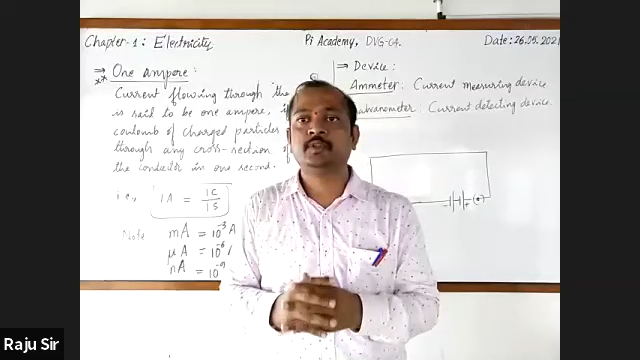 Chapter-1: Electricity
Pi Academy, DVG-04.
Date: 26.05.2021
⇒ One ampere:
**
Current flowing through the
is said to be one ampere, if
coulomb of charged particles
through any cross-section of
the conductor in one second.
i.e., 1A = 1C/1S
Note mA = 10⁻³ A
μA = 10⁻⁶
nA = 10⁻⁹
⇒ Device:
Ammeter: Current measuring device
: Current detecting device.
Raju Sir